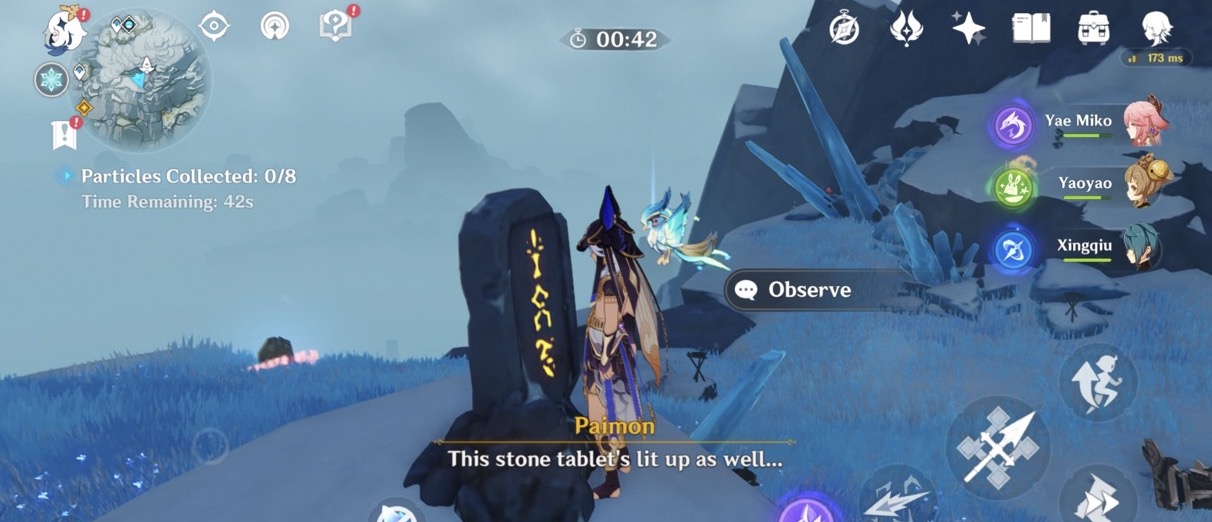 00:42
173 ms
Yae Miko
Particles Collected: 0/8
Yaoyao
Time Remaining: 42s
Xingqiu
Observe
Paimon
This stone tablet's lit up as well...